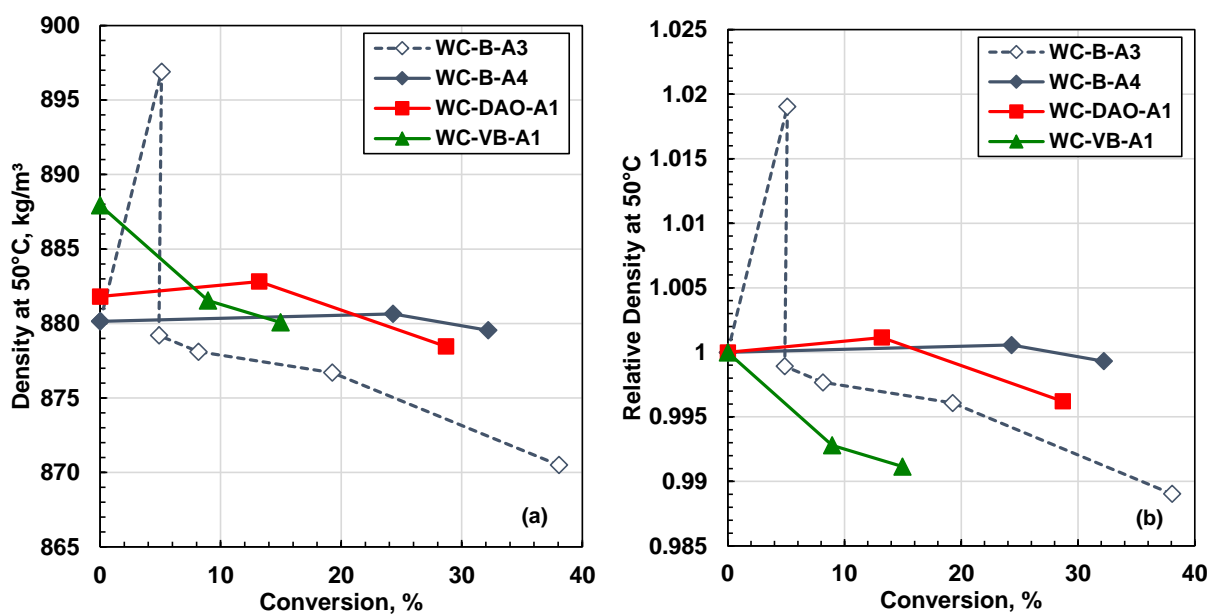 900
895
890
885
880
875
870
865
Density at 50°C, kg/m³
WC-B-A3
WC-B-A4
WC-DAO-A1
WC-VB-A1
(a)
0
10
20
30
40
Conversion, %
1.025
1.02
1.015
1.01
1.005
1
0.995
0.99
0.985
Relative Density at 50°C
WC-B-A3
WC-B-A4
WC-DAO-A1
WC-VB-A1
(b)
0
10
20
30
40
Conversion, %